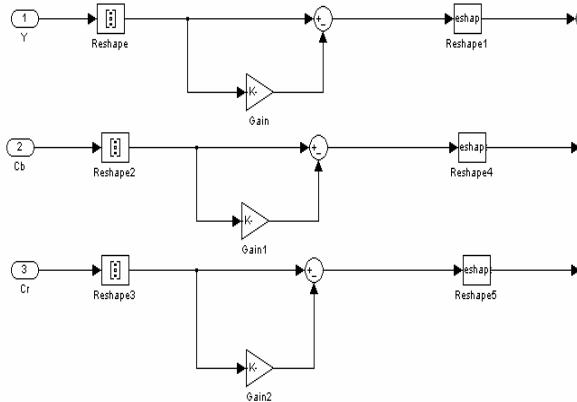 1
Y
Reshape
K-
Gain
+
-
eshap
Reshape1
2
Cb
Reshape2
K-
Gain1
+
-
eshap
Reshape4
3
Cr
Reshape3
K-
Gain2
+
-
eshap
Reshape5